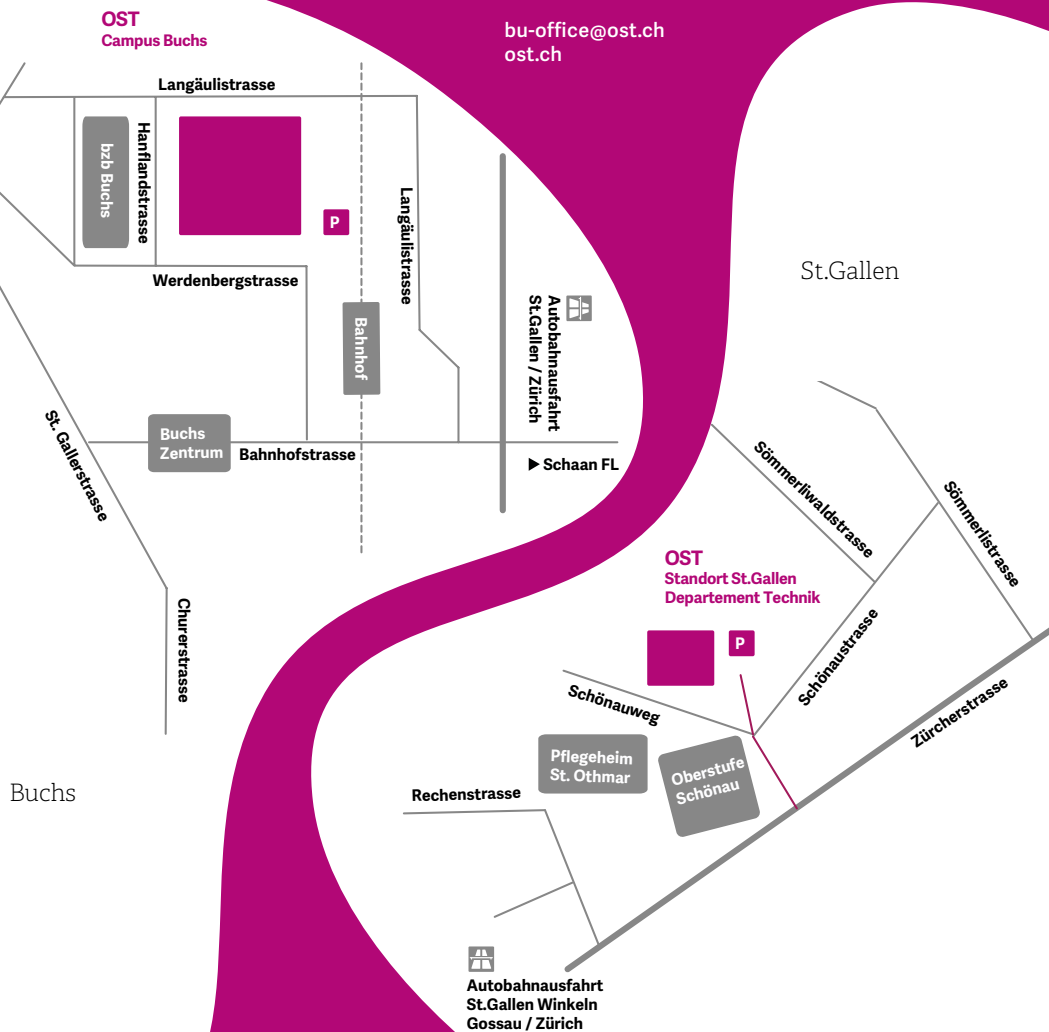 OST
Campus Buchs
bu-office@ost.ch
ost.ch
Langäulistrasse
bzb Buchs
Hanflandstrasse
P
Langäulistrasse
Werdenbergstrasse
Bahnhof
Autobahnausfahrt
St.Gallen / Zürich
St. Gallerstrasse
Buchs
Zentrum
Bahnhofstrasse
Schaan FL
Churerstrasse
Buchs
St.Gallen
Sömmerliwaldstrasse
Sömmerlistrasse
OST
Standort St.Gallen
Departement Technik
P
Schönaustrasse
Schönauweg
Zürcherstrasse
Pflegeheim
St. Othmar
Oberstufe
Schönau
Rechenstrasse
Autobahnausfahrt
St.Gallen Winkeln
Gossau / Zürich